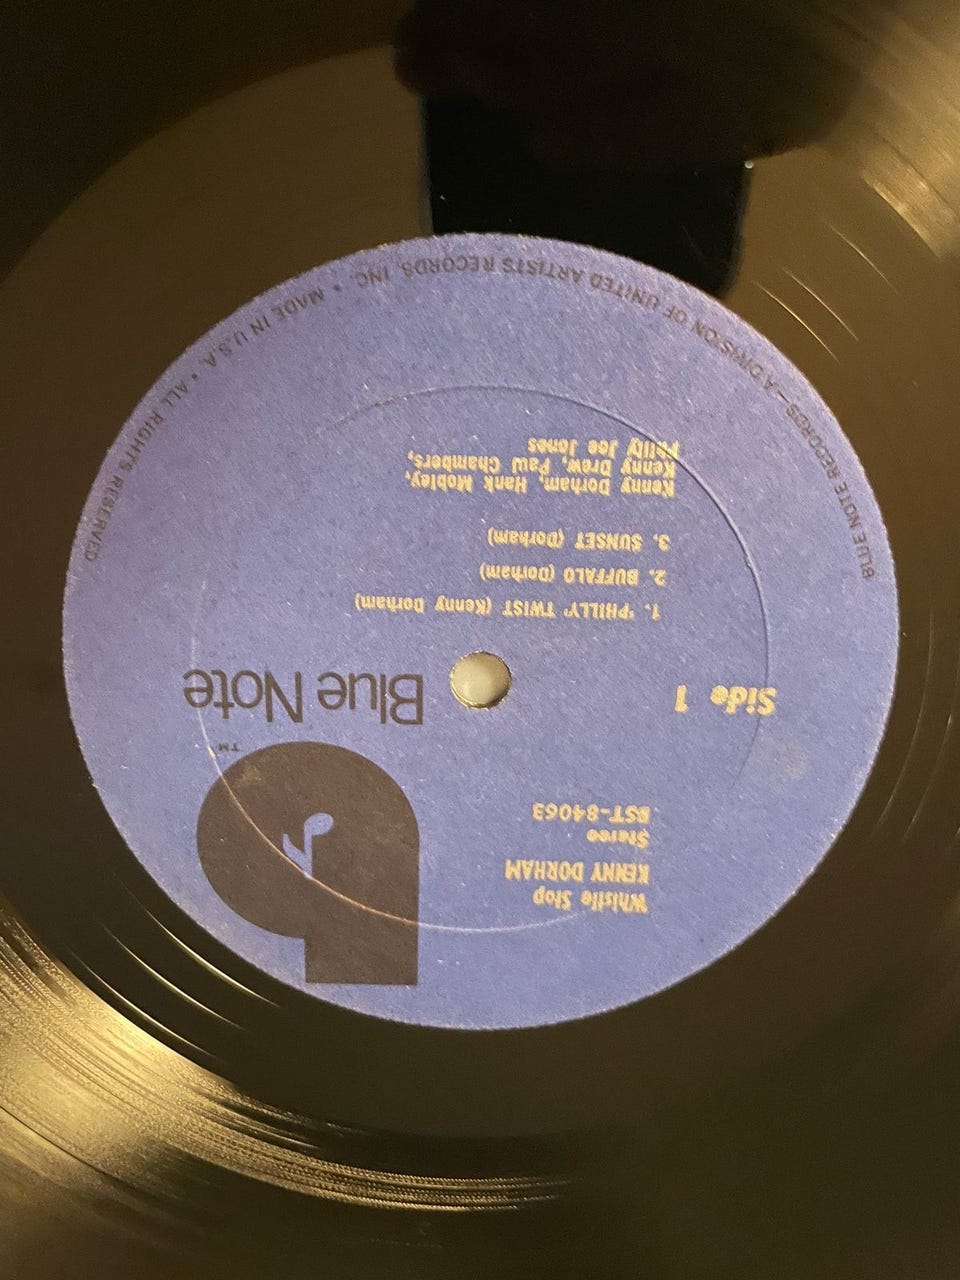 Whistle Stop
KENNY DORHAM
Stereo
BST-84063
Blue Note
TM
Side 1
1. 'PHILLY' TWIST (Kenny Dorham)
2. BUFFALO (Dorham)
3. SUNSET (Dorham)
Kenny Dorham, Hank Mobley,
Kenny Drew, Paul Chambers,
Philly Joe Jones
BLUE NOTE RECORDS—A DIVISION OF UNITED ARTISTS RECORDS, INC. • MADE IN U.S.A. • ALL RIGHTS RESERVED